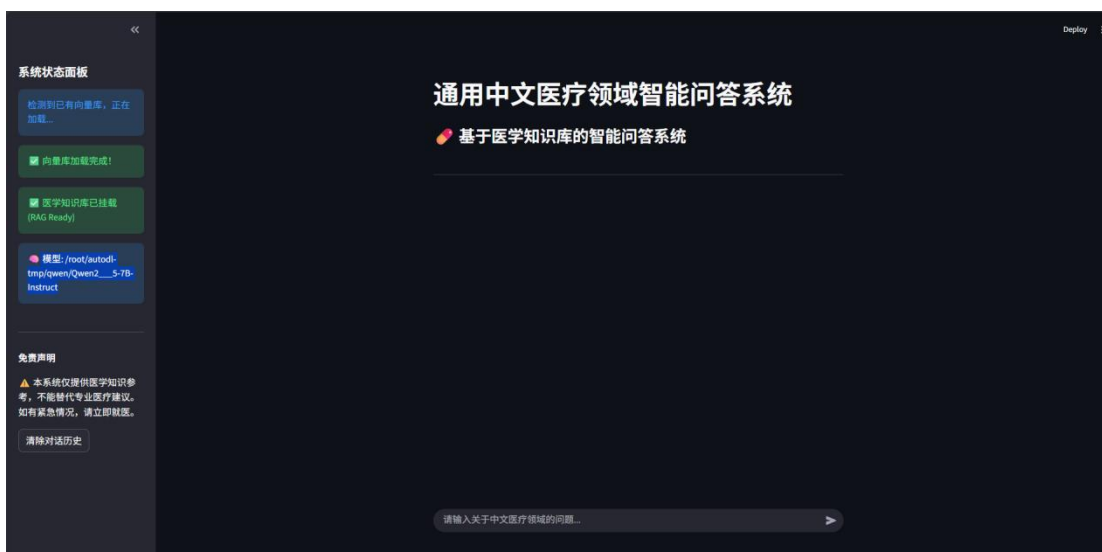 Deploy
系统状态面板
检测到已有向量库，正在
加载...
✅ 向量库加载完成！
✅ 医学知识库已挂载
(RAG Ready)
🧠 模型: /root/autodl-
tmp/qwen/Qwen2___5-7B-
Instruct
免责声明
⚠️ 本系统仅提供医学知识参
考，不能替代专业医疗建议。
如有紧急情况，请立即就医。
清除对话历史
通用中文医疗领域智能问答系统
💊 基于医学知识库的智能问答系统
请输入关于中文医疗领域的问题...